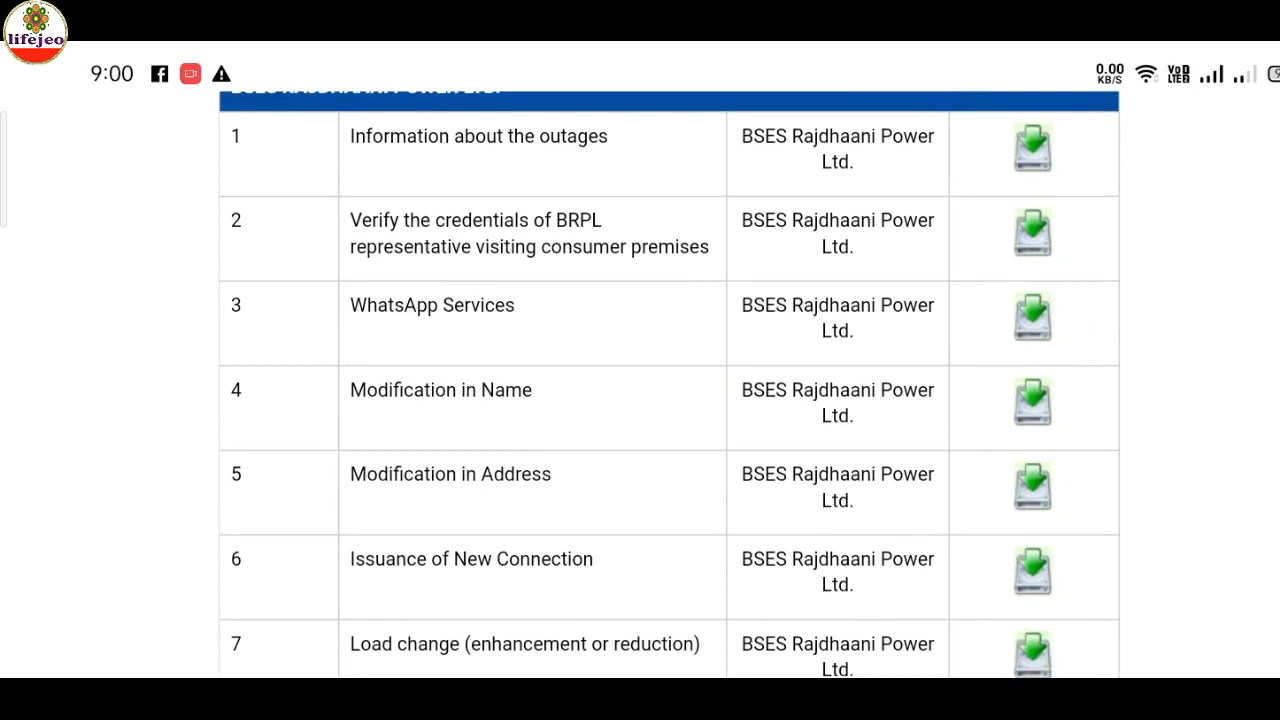 lifejeo
9:00
0.00
KB/S
Vo D
LTE B
1
Information about the outages
BSES Rajdhaani Power
Ltd.
2
Verify the credentials of BRPL
representative visiting consumer premises
BSES Rajdhaani Power
Ltd.
3
WhatsApp Services
BSES Rajdhaani Power
Ltd.
4
Modification in Name
BSES Rajdhaani Power
Ltd.
5
Modification in Address
BSES Rajdhaani Power
Ltd.
6
Issuance of New Connection
BSES Rajdhaani Power
Ltd.
7
Load change (enhancement or reduction)
BSES Rajdhaani Power
Ltd.